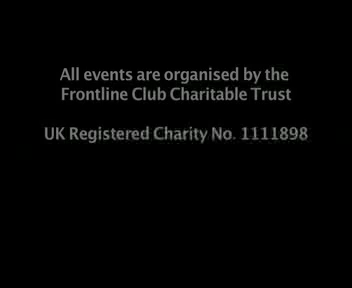 All events are organised by the
Frontline Club Charitable Trust
UK Registered Charity No 1111898